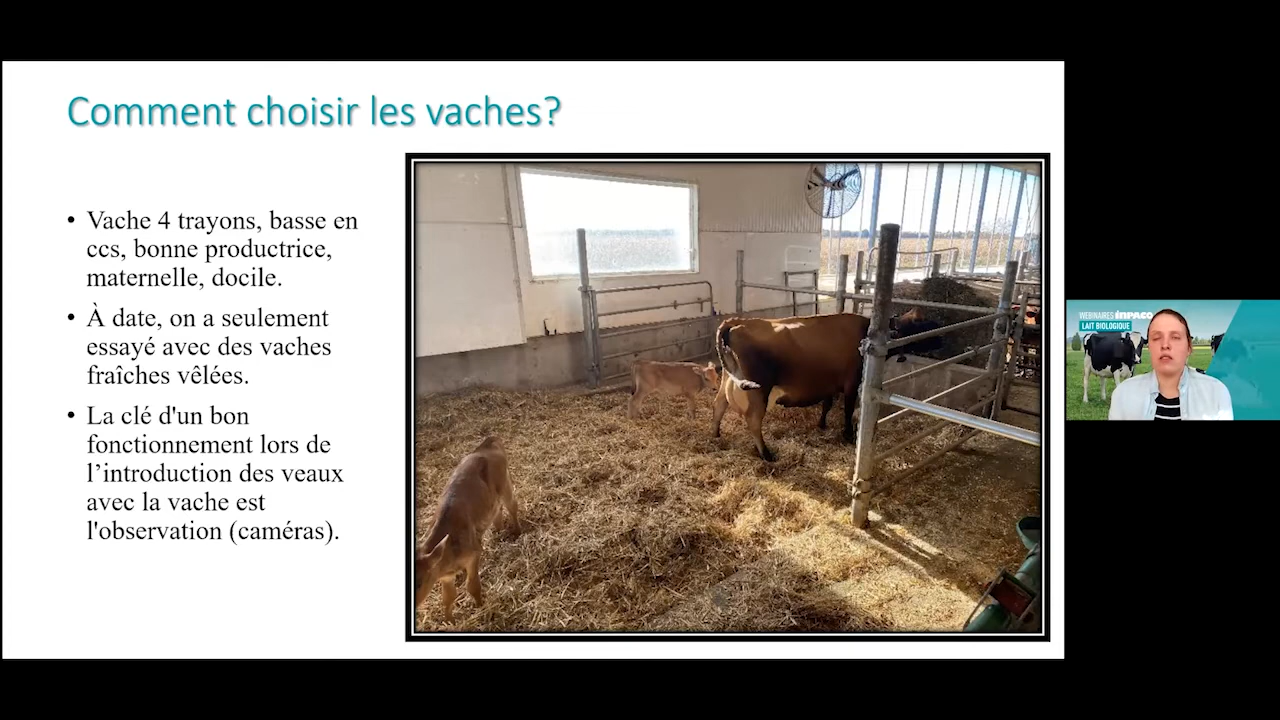 Comment choisir les vaches?
• Vache 4 trayons, basse en
ccs, bonne productrice,
maternelle, docile.
• À date, on a seulement
essayé avec des vaches
fraîches vêlées.
• La clé d'un bon
fonctionnement lors de
l’introduction des veaux
avec la vache est
l'observation (caméras).
WEBINAIRES INPACQ
LAIT BIOLOGIQUE